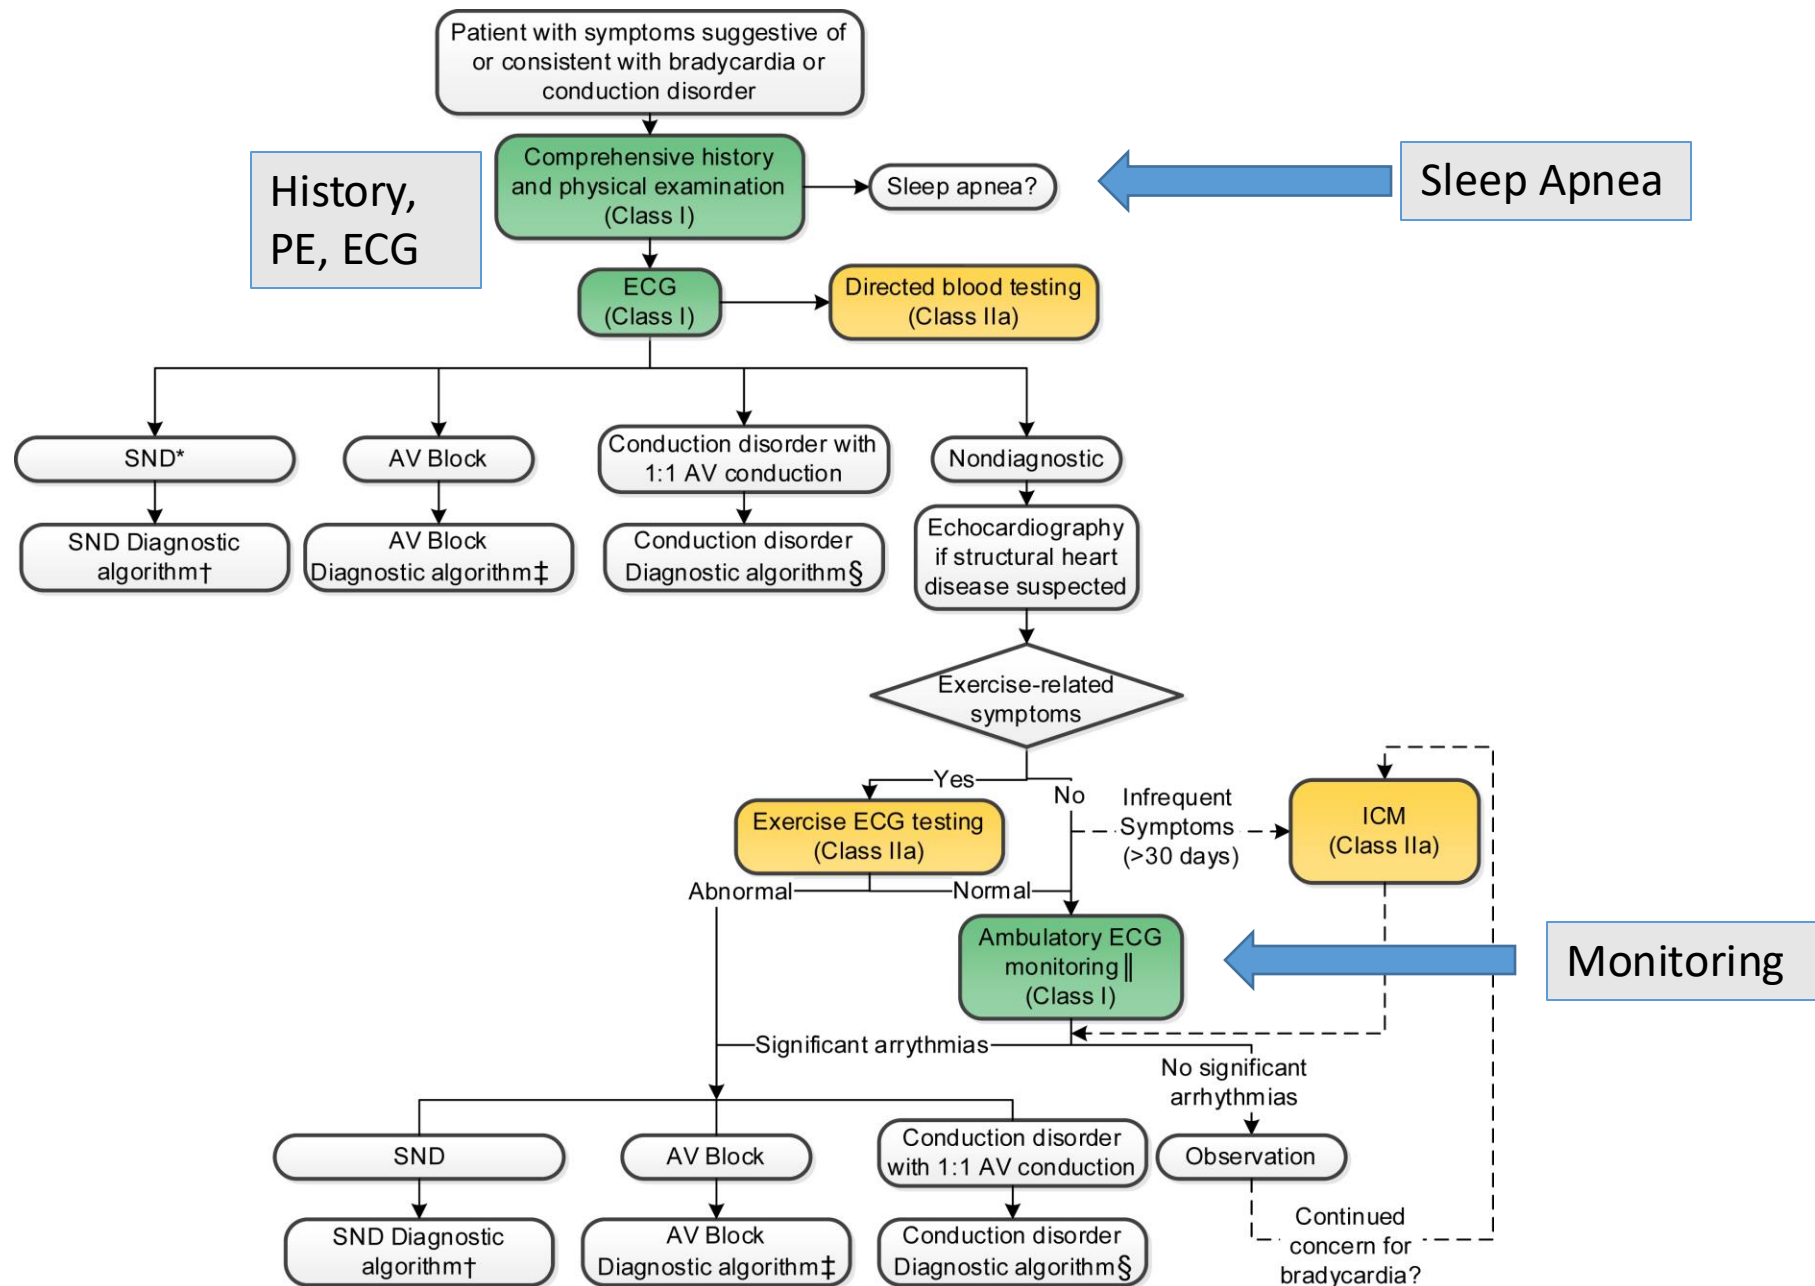 Patient with symptoms suggestive of
or consistent with bradycardia or
conduction disorder
History,
PE, ECG
Comprehensive history
and physical examination
(Class I)
Sleep apnea?
Sleep Apnea
ECG
(Class I)
Directed blood testing
(Class IIa)
SND*
AV Block
Conduction disorder with
1:1 AV conduction
Nondiagnostic
SND Diagnostic
algorithm†
AV Block
Diagnostic algorithm‡
Conduction disorder
Diagnostic algorithm§
Echocardiography
if structural heart
disease suspected
Exercise-related
symptoms
Yes
No
Exercise ECG testing
(Class IIa)
Infrequent
Symptoms
(>30 days)
ICM
(Class IIa)
Abnormal
Normal
Ambulatory ECG
monitoring‖
(Class I)
Monitoring
Significant arrythmias
No significant
arrhythmias
SND
AV Block
Conduction disorder
with 1:1 AV conduction
Observation
SND Diagnostic
algorithm†
AV Block
Diagnostic algorithm‡
Conduction disorder
Diagnostic algorithm§
Continued
concern for
bradycardia?